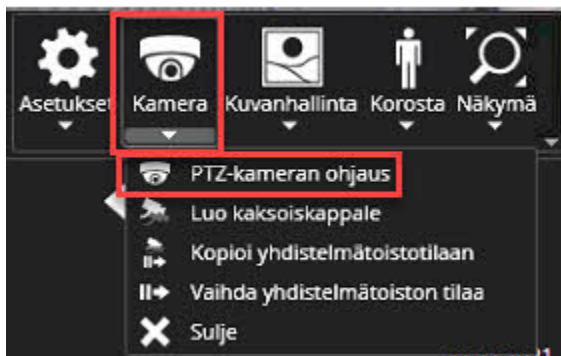 Asetukset Kamera Kuvanhallinta Korosta Näkymä
PTZ-kameran ohjaus
Luo kaksoiskappale
Kopioi yhdistelmätoistotilaan
Vaihda yhdistelmätoiston tilaa
Sulje